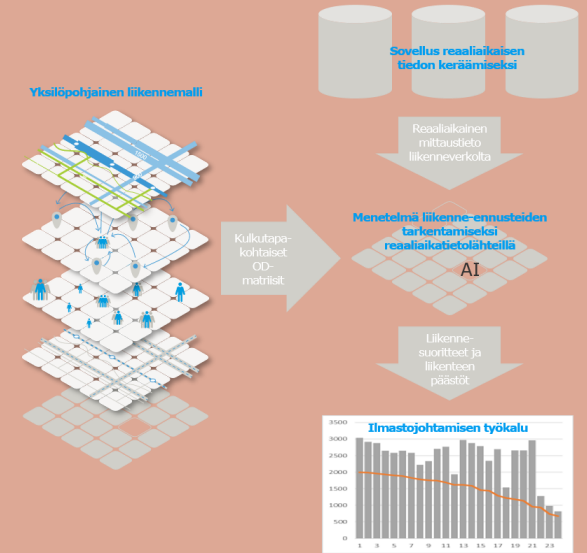 Sovellus reaaliaikaisen
tiedon keräämiseksi
Yksilöpohjainen liikennemalli
Reaaliaikainen
mittaustieto
liikenneverkolta
Kulkutapa-
kohtaiset
OD-
matriisit
Menetelmä liikenne-ennusteiden
tarkentamiseksi
reaaliaikatietolähteillä
AI
Liikenne-
suoritteet ja
liikenteen
päästöt
Ilmastojohtamisen työkalu
3500
3000
2500
2000
1500
1000
500
0
1 3 5 7 9 11 13 15 17 19 21 23